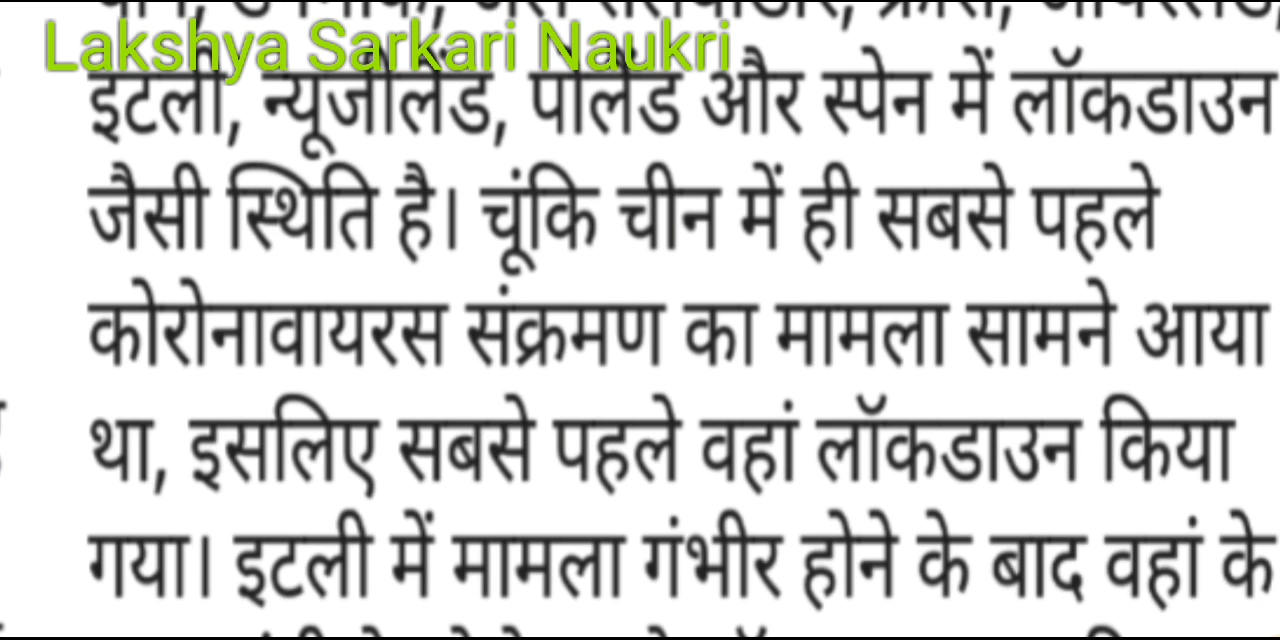 Lakshya Sarkari Naukri
इटली, न्यूजीलैंड, पोलैंड और स्पेन में लॉकडाउन
जैसी स्थिति है। चूंकि चीन में ही सबसे पहले
कोरोनावायरस संक्रमण का मामला सामने आया
था, इसलिए सबसे पहले वहां लॉकडाउन किया
गया। इटली में मामला गंभीर होने के बाद वहां के